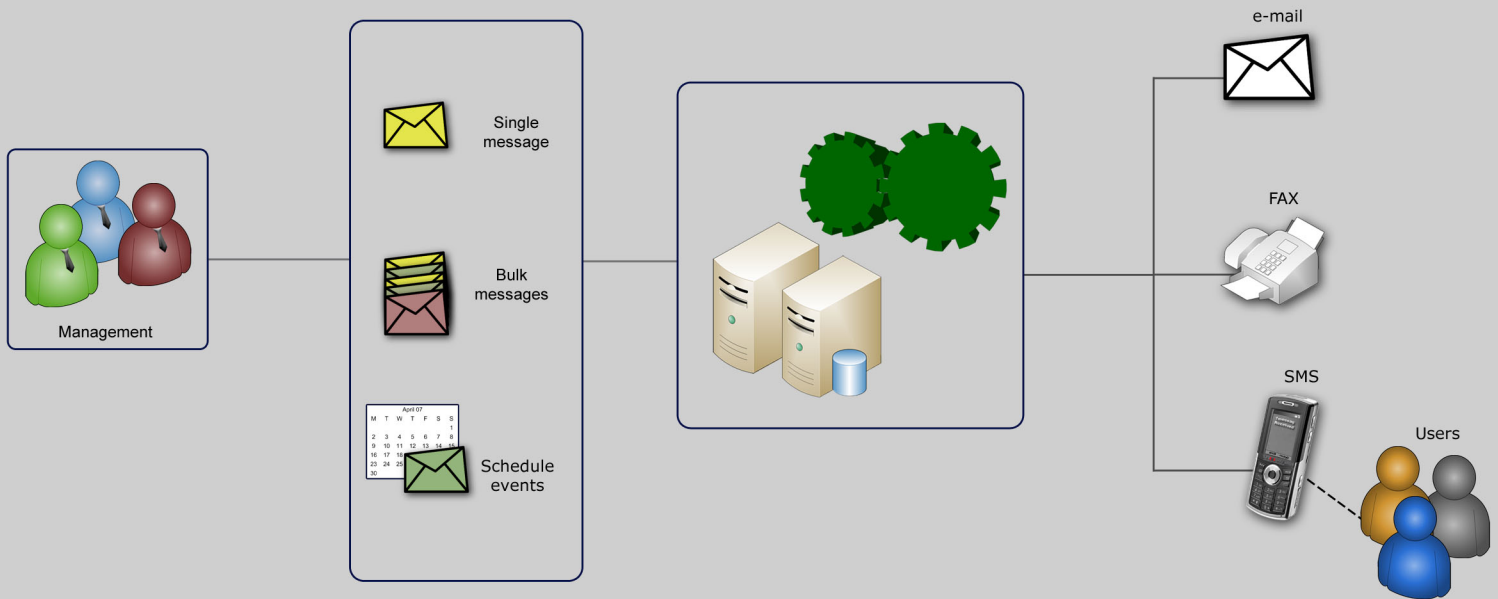 Management
Single
message
Bulk
messages
April 07
M T W T F S S
1
2 3 4 5 6 7 8
9 10 11 12 13 14 15
16 17 18
23 24 25
30
Schedule
events
e-mail
FAX
SMS
Users